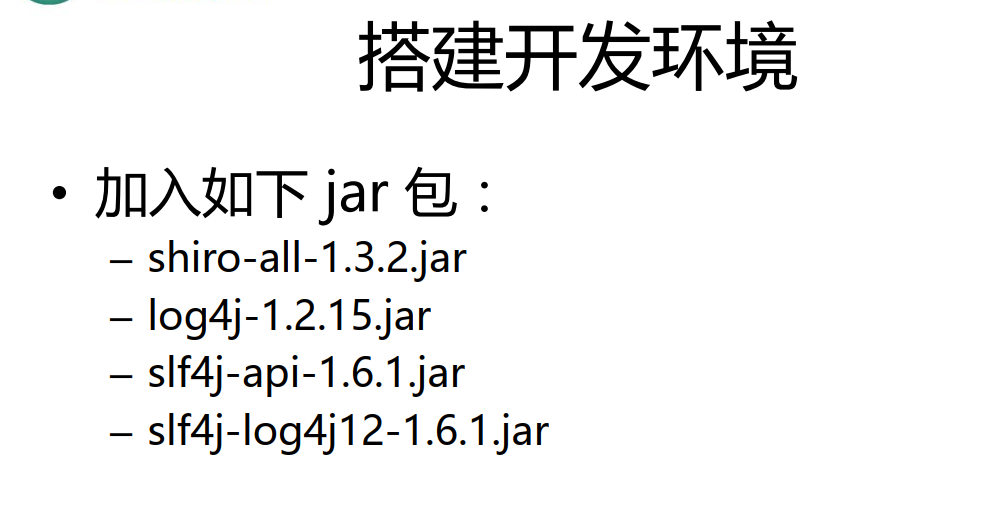 搭建开发环境
• 加入如下 jar 包：
– shiro-all-1.3.2.jar
– log4j-1.2.15.jar
– slf4j-api-1.6.1.jar
– slf4j-log4j12-1.6.1.jar